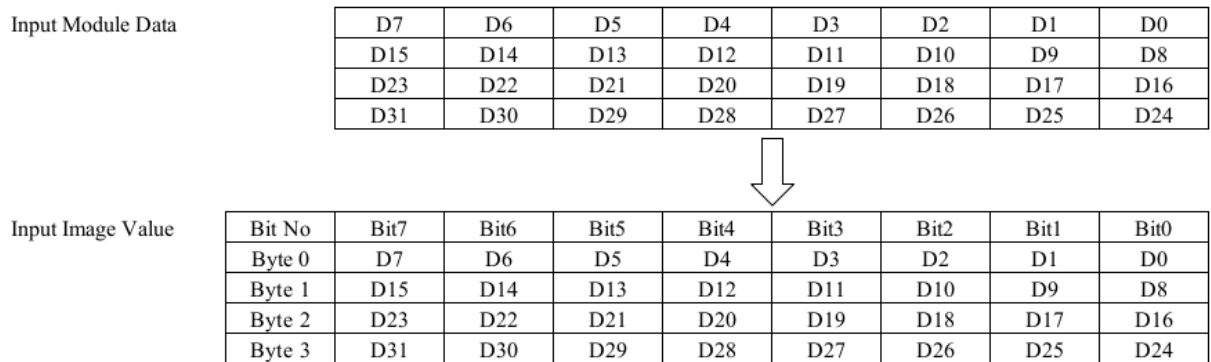 Input Module Data D7 D6 D5 D4 D3 D2 D1 D0
D15 D14 D13 D12 D11 D10 D9 D8
D23 D22 D21 D20 D19 D18 D17 D16
D31 D30 D29 D28 D27 D26 D25 D24
Input Image Value Bit No Bit7 Bit6 Bit5 Bit4 Bit3 Bit2 Bit1 Bit0
Byte 0 D7 D6 D5 D4 D3 D2 D1 D0
Byte 1 D15 D14 D13 D12 D11 D10 D9 D8
Byte 2 D23 D22 D21 D20 D19 D18 D17 D16
Byte 3 D31 D30 D29 D28 D27 D26 D25 D24